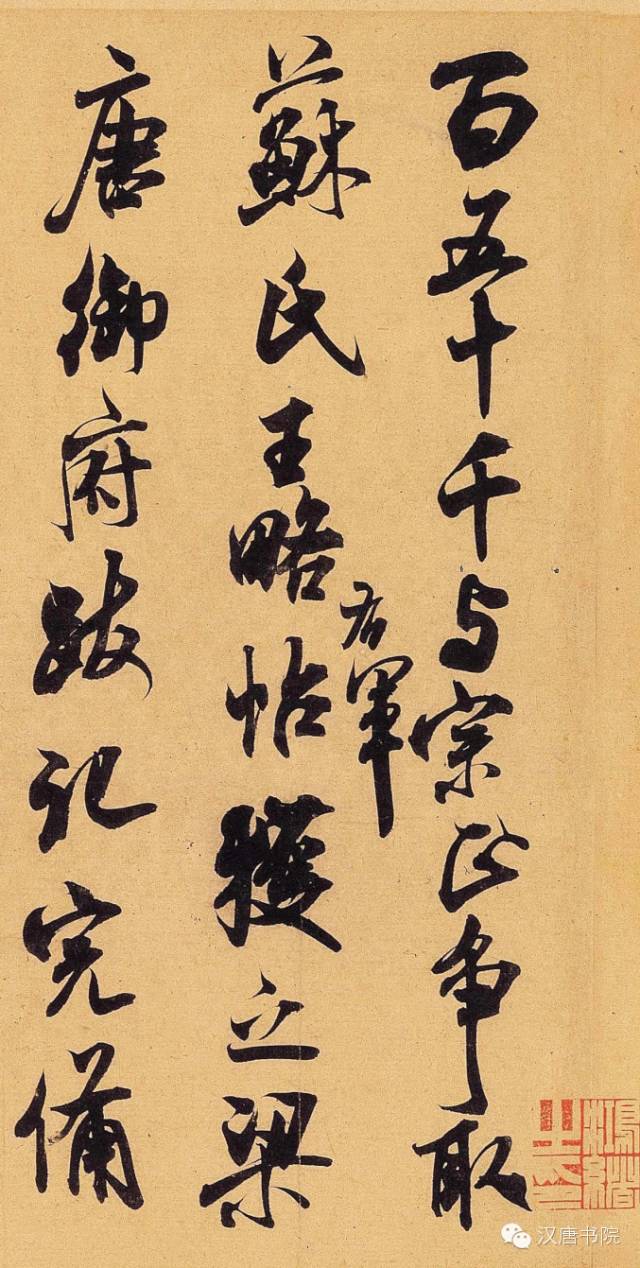 百五十千与宗正争取
蘇氏王略帖獲之梁
右軍
唐御府跋記完備
汉唐书院